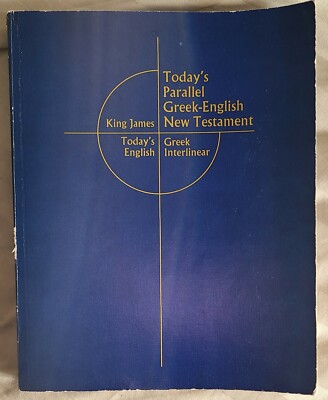 Today's
Parallel
Greek-English
New Testament
King James
Today's
English
Greek
Interlinear